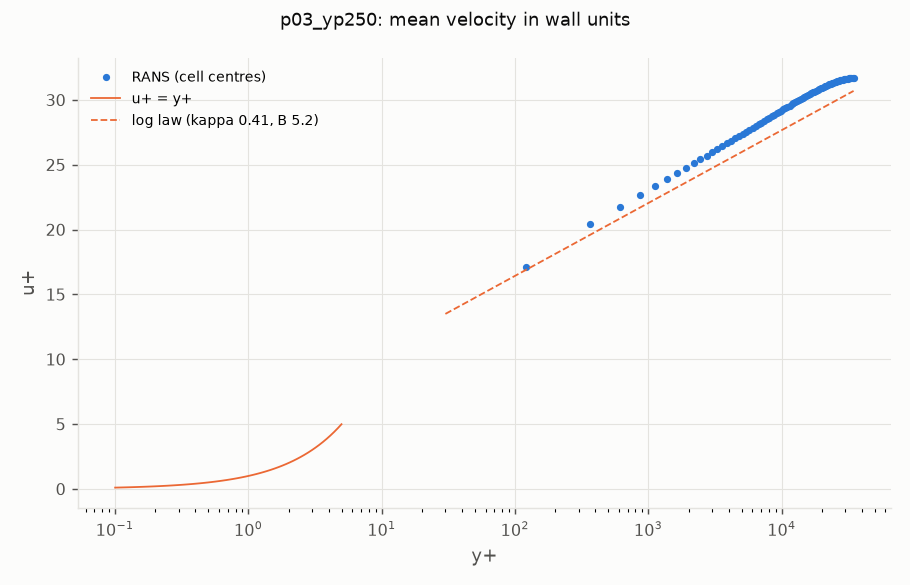 p03_yp250: mean velocity in wall units
RANS (cell centres)
u+ = y+
log law (kappa 0.41, B 5.2)
u+
30
25
20
15
10
5
0
10⁻¹ 10⁰ 10¹ 10² 10³ 10⁴
y+